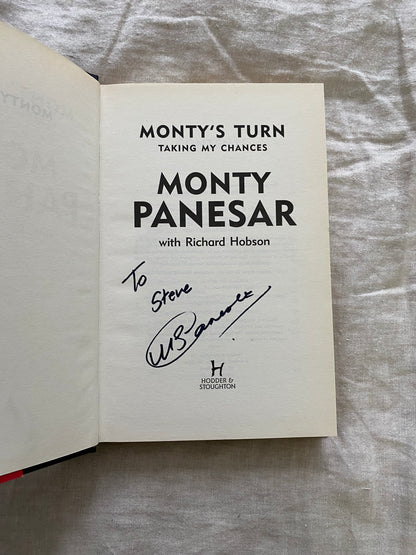 MONTY'S TURN
TAKING MY CHANCES
MONTY
PANESAR
with Richard Hobson
To
Steve
HODDER &
STOUGHTON